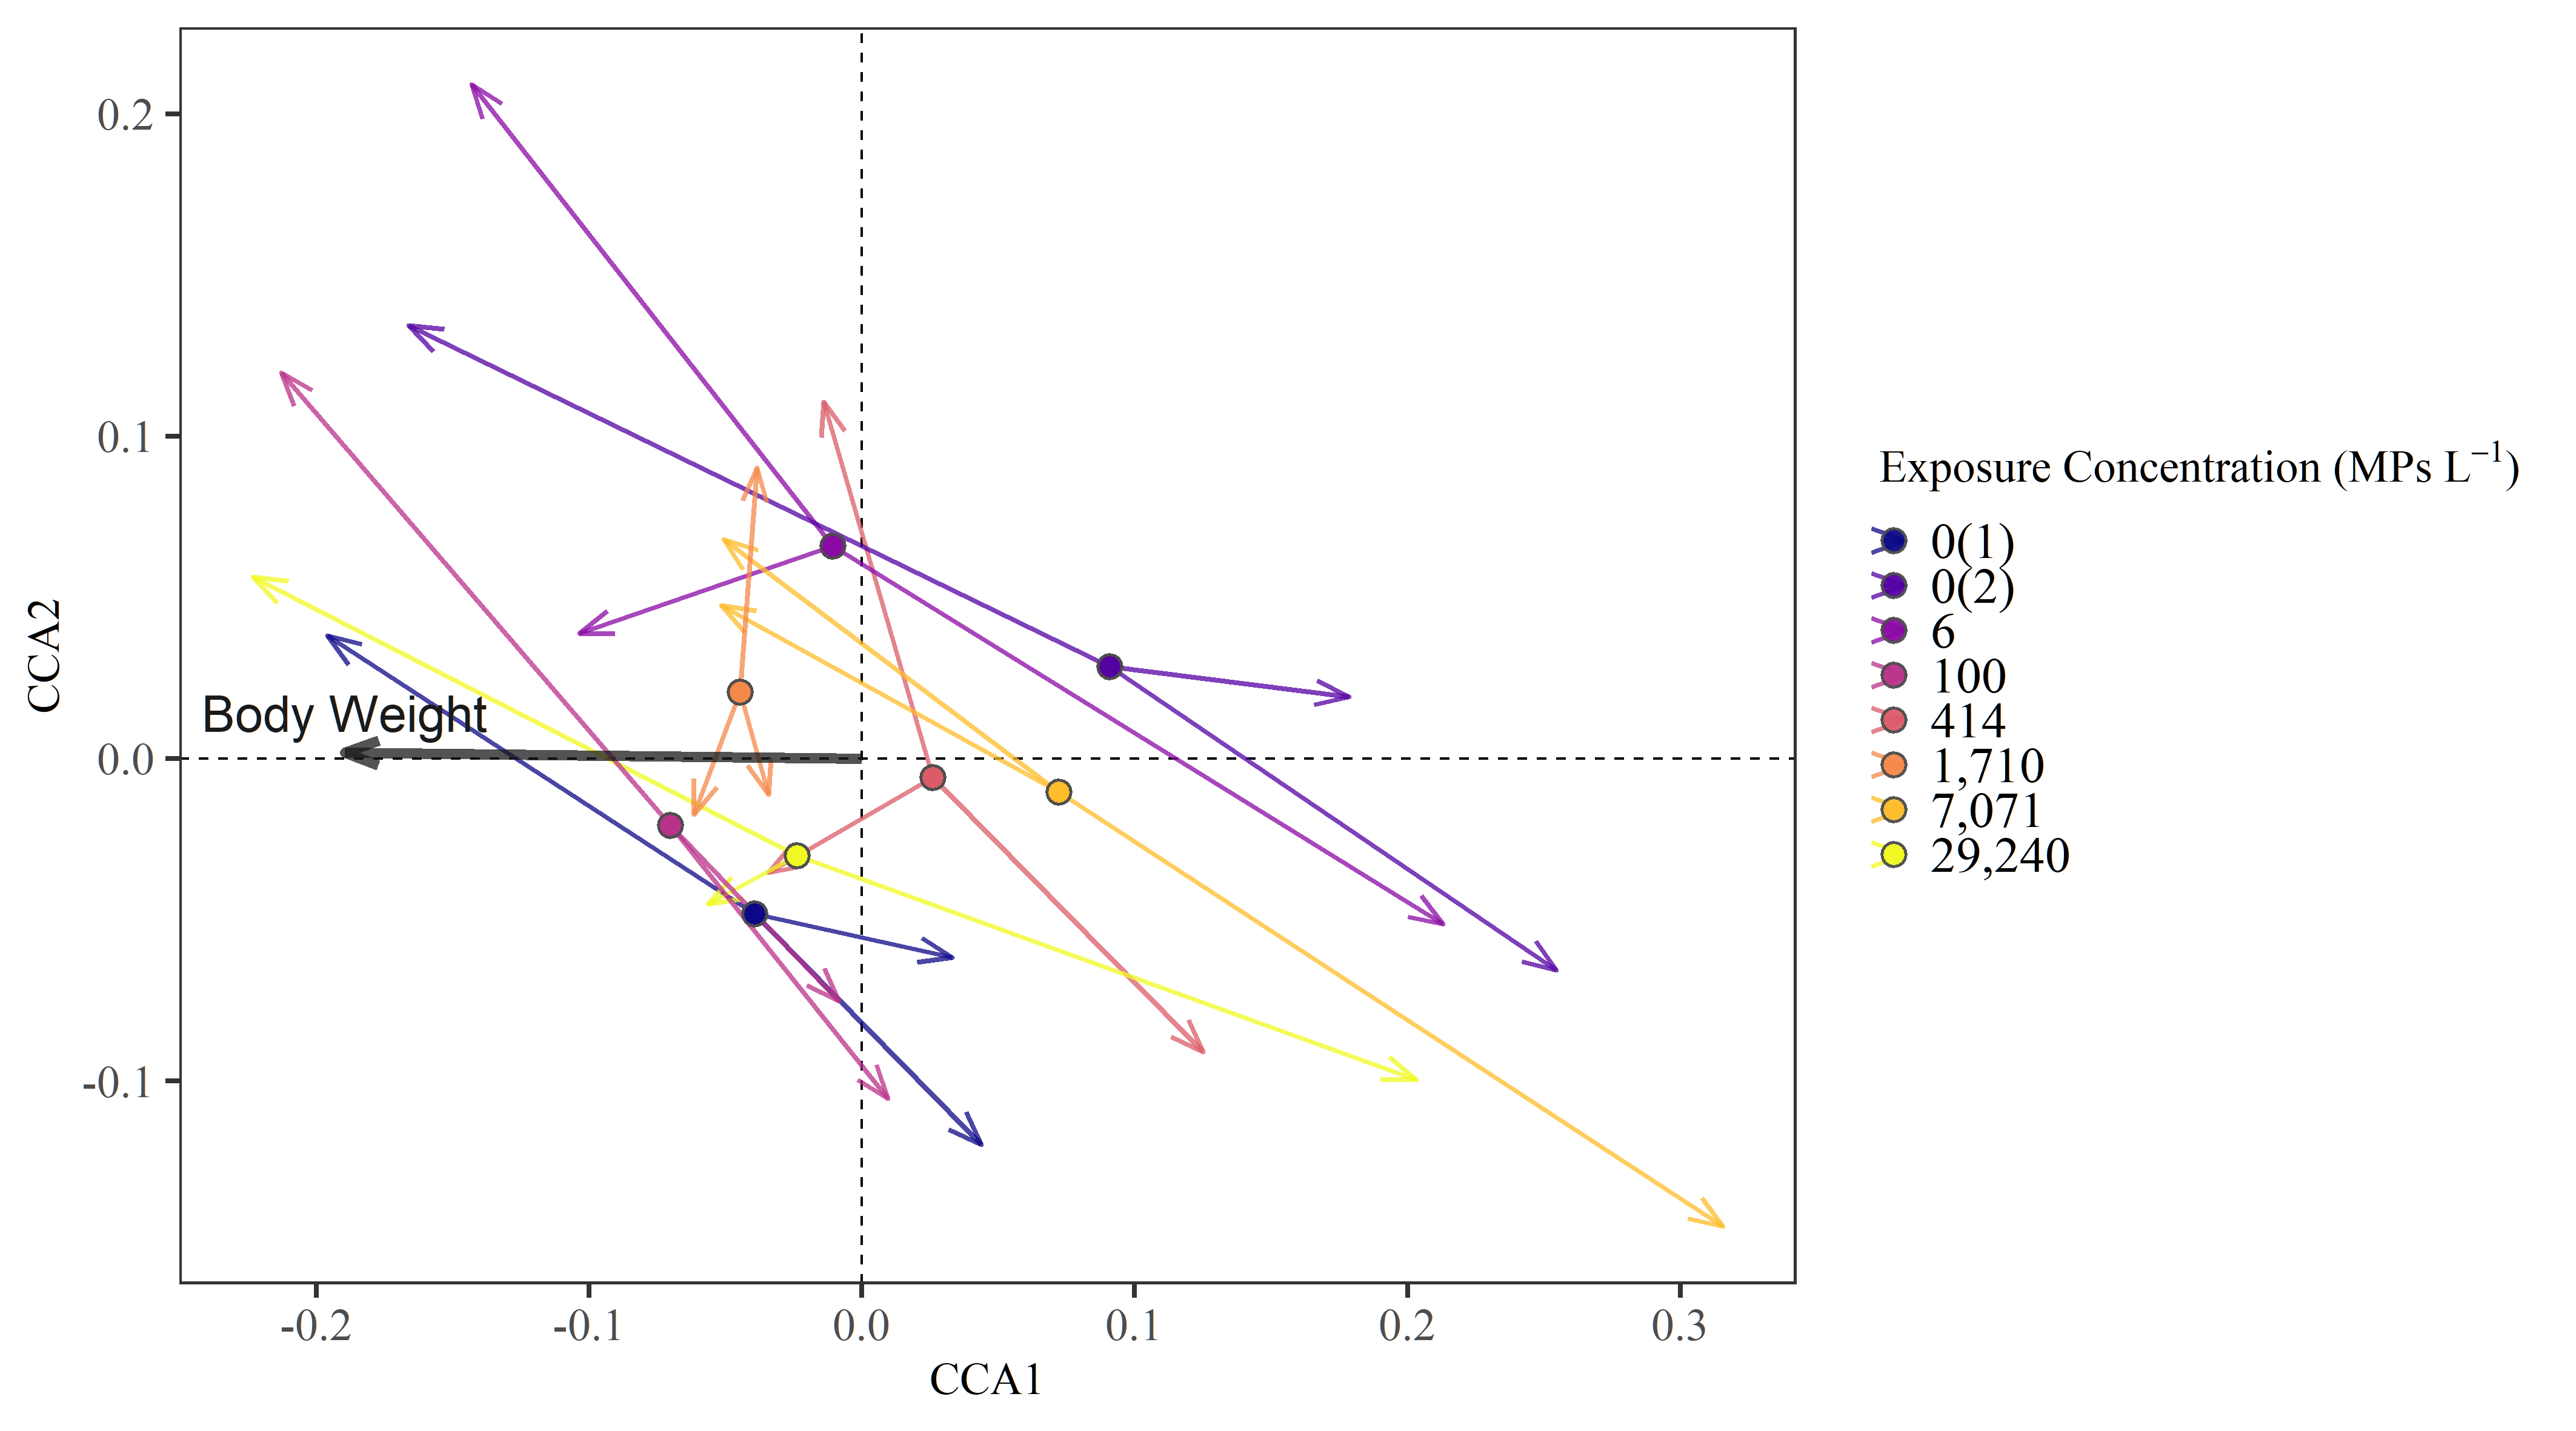 0.2
0.1
0.0
-0.1
CCA2
Body Weight
-0.2 -0.1 0.0 0.1 0.2 0.3
CCA1
Exposure Concentration (MPs L⁻¹)
0(1)
0(2)
6
100
414
1,710
7,071
29,240